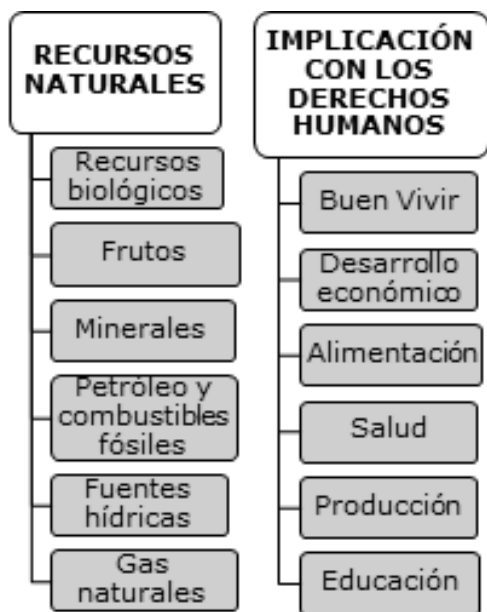 RECURSOS
NATURALES
Recursos
biológicos
Frutos
Minerales
Petróleo y
combustibles
fósiles
Fuentes
hídricas
Gas
naturales
IMPLICACIÓN
CON LOS
DERECHOS
HUMANOS
Buen Vivir
Desarrollo
económico
Alimentación
Salud
Producción
Educación